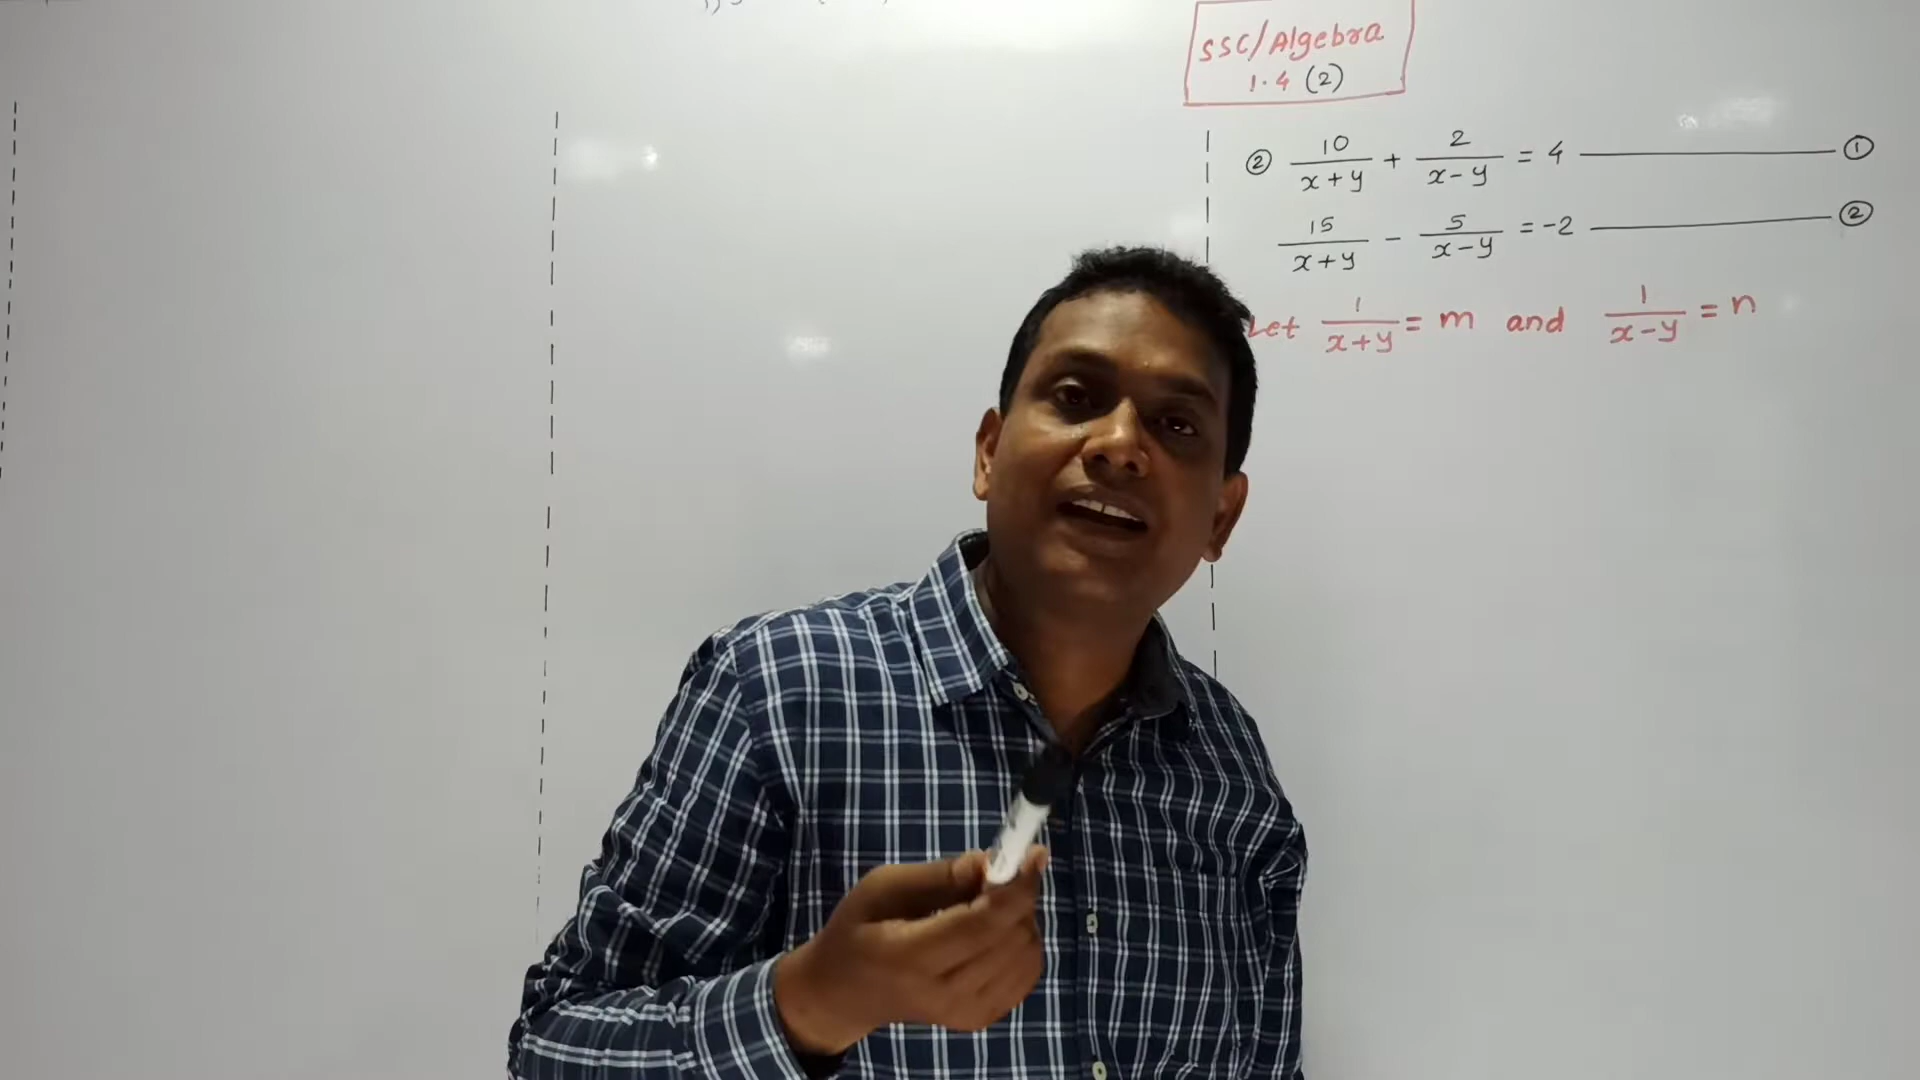 SSC/Algebra
1.4 (2)
② 10/(x+y) + 2/(x-y) = 4 ——— ①
15/(x+y) - 5/(x-y) = -2 ——— ②
Let 1/(x+y) = m and 1/(x-y) = n